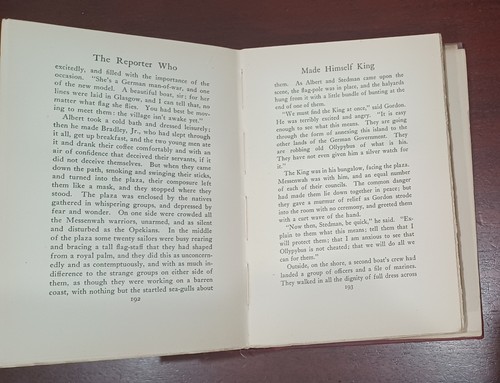 The Reporter Who
excitedly, and filled with the importance of the
occasion. "She's a German man-of-war, and one
of the new model. A beautiful boat, sir; for her
lines were laid in Glasgow, and I can tell that, no
matter what flag she flies. You had best be mov-
ing to meet them: the village isn't awake yet."
Albert took a cold bath and dressed leisurely;
then he made Bradley, Jr., who had slept through
it all, get up breakfast, and the two young men ate
it and drank their coffee comfortably and with an
air of confidence that deceived their servants, if it
did not deceive themselves. But when they came
down the path, smoking and swinging their sticks,
and turned into the plaza, their composure left
them like a mask, and they stopped where they
stood. The plaza was enclosed by the natives
gathered in whispering groups, and depressed by
fear and wonder. On one side were crowded all
the Messenwah warriors, unarmed, and as silent
and disturbed as the Opekians. In the middle
of the plaza some twenty sailors were busy rearing
and bracing a tall flag-staff that they had shaped
from a royal palm, and they did this as unconcern-
edly and as contemptuously, and with as much in-
difference to the strange groups on either side of
them, as though they were working on a barren
coast, with nothing but the startled sea-gulls about
192
Made Himself King
them. As Albert and Stedman came upon the
scene, the flag-pole was in place, and the halyards
hung from it with a little bundle of bunting at the
end of one of them.
"We must find the King at once," said Gordon.
He was terribly excited and angry. "It is easy
enough to see what this means. They are going
through the form of annexing this island to the
other lands of the German Government. They
are robbing old Ollypybus of what is his.
They have not even given him a silver watch for
it."
The King was in his bungalow, facing the plaza.
Messenwah was with him, and an equal number
of each of their councils. The common danger
had made them lie down together in peace; but
they gave a murmur of relief as Gordon strode
into the room with no ceremony, and greeted them
with a curt wave of the hand.
"Now then, Stedman, be quick," he said. "Ex-
plain to them what this means; tell them that I
will protect them; that I am anxious to see that
Ollypybus is not cheated; that we will do all we
can for them."
Outside, on the shore, a second boat's crew had
landed a group of officers and a file of marines.
They walked in all the dignity of full dress across
193